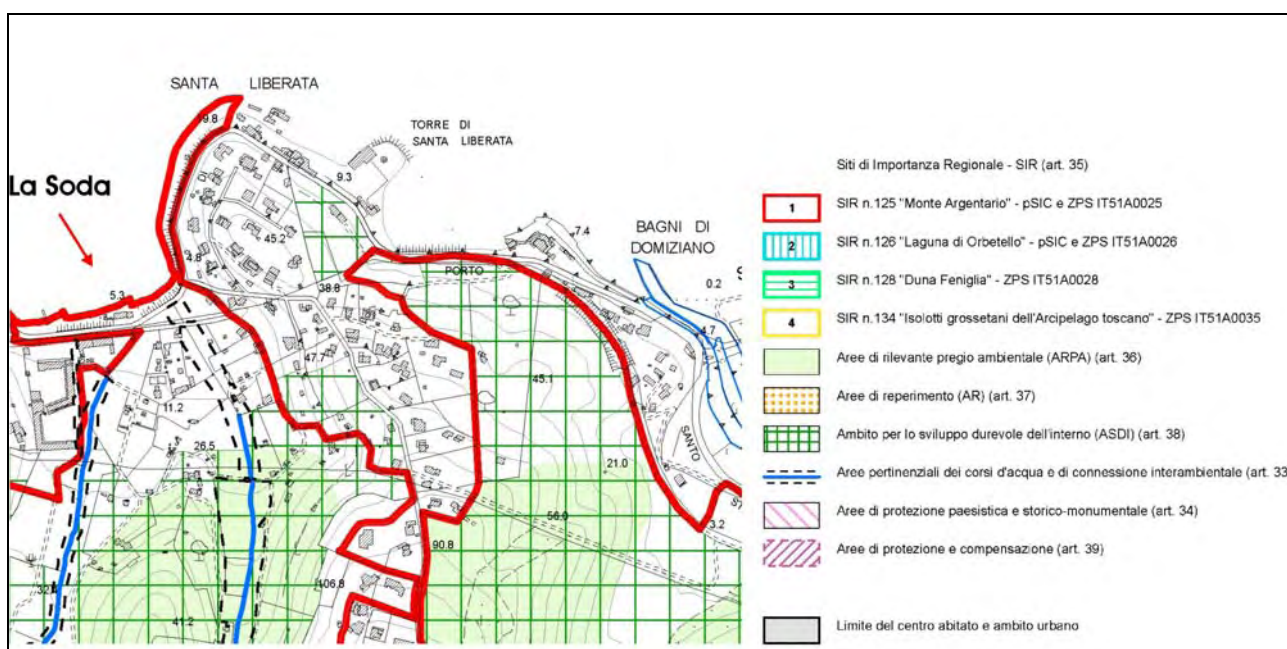 SANTA LIBERATA
TORRE DI
SANTA LIBERATA
La Soda
BAGNI DI
DOMIZIANO
PORTO
SANTO
9.3
7.4
0.2
45.2
4.8
5.3
38.8
4.7
47.7
45.1
11.2
26.5
21.0
56.0
3.2
90.8
106.8
41.2
Siti di Importanza Regionale - SIR (art. 35)
1 SIR n.125 "Monte Argentario" - pSIC e ZPS IT51A0025
2 SIR n.126 "Laguna di Orbetello" - pSIC e ZPS IT51A0026
3 SIR n.128 "Duna Feniglia" - ZPS IT51A0028
4 SIR n.134 "Isolotti grossetani dell'Arcipelago toscano" - ZPS IT51A0035
Aree di rilevante pregio ambientale (ARPA) (art. 36)
Aree di reperimento (AR) (art. 37)
Ambito per lo sviluppo durevole dell'interno (ASDI) (art. 38)
Aree pertinenziali dei corsi d'acqua e di connessione interambientale (art. 33
Aree di protezione paesistica e storico-monumentale (art. 34)
Aree di protezione e compensazione (art. 39)
Limite del centro abitato e ambito urbano